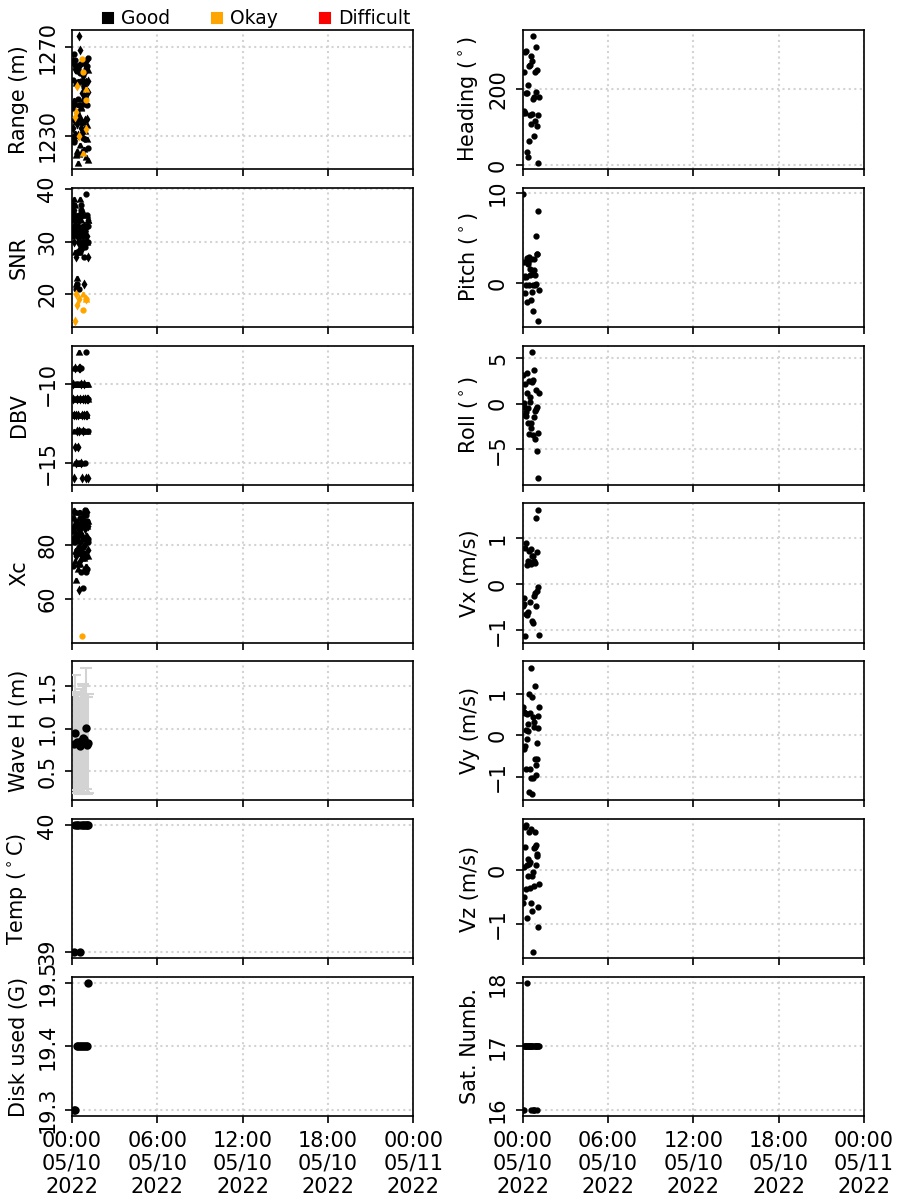 Good Okay Difficult
Range (m)
1270
1230
Heading (°)
200
0
SNR
40
30
20
Pitch (°)
10
0
DBV
−10
−15
Roll (°)
5
0
−5
Xc
80
60
Vx (m/s)
1
0
−1
Wave H (m)
1.5
1.0
0.5
Vy (m/s)
1
0
−1
Temp (°C)
40
39
Vz (m/s)
0
−1
Disk used (G)
19.5
19.4
19.3
Sat. Numb.
18
17
16
00:00 06:00 12:00 18:00 00:00 00:00 06:00 12:00 18:00 00:00
05/10 05/10 05/10 05/10 05/11 05/10 05/10 05/10 05/10 05/11
2022 2022 2022 2022 2022 2022 2022 2022 2022 2022